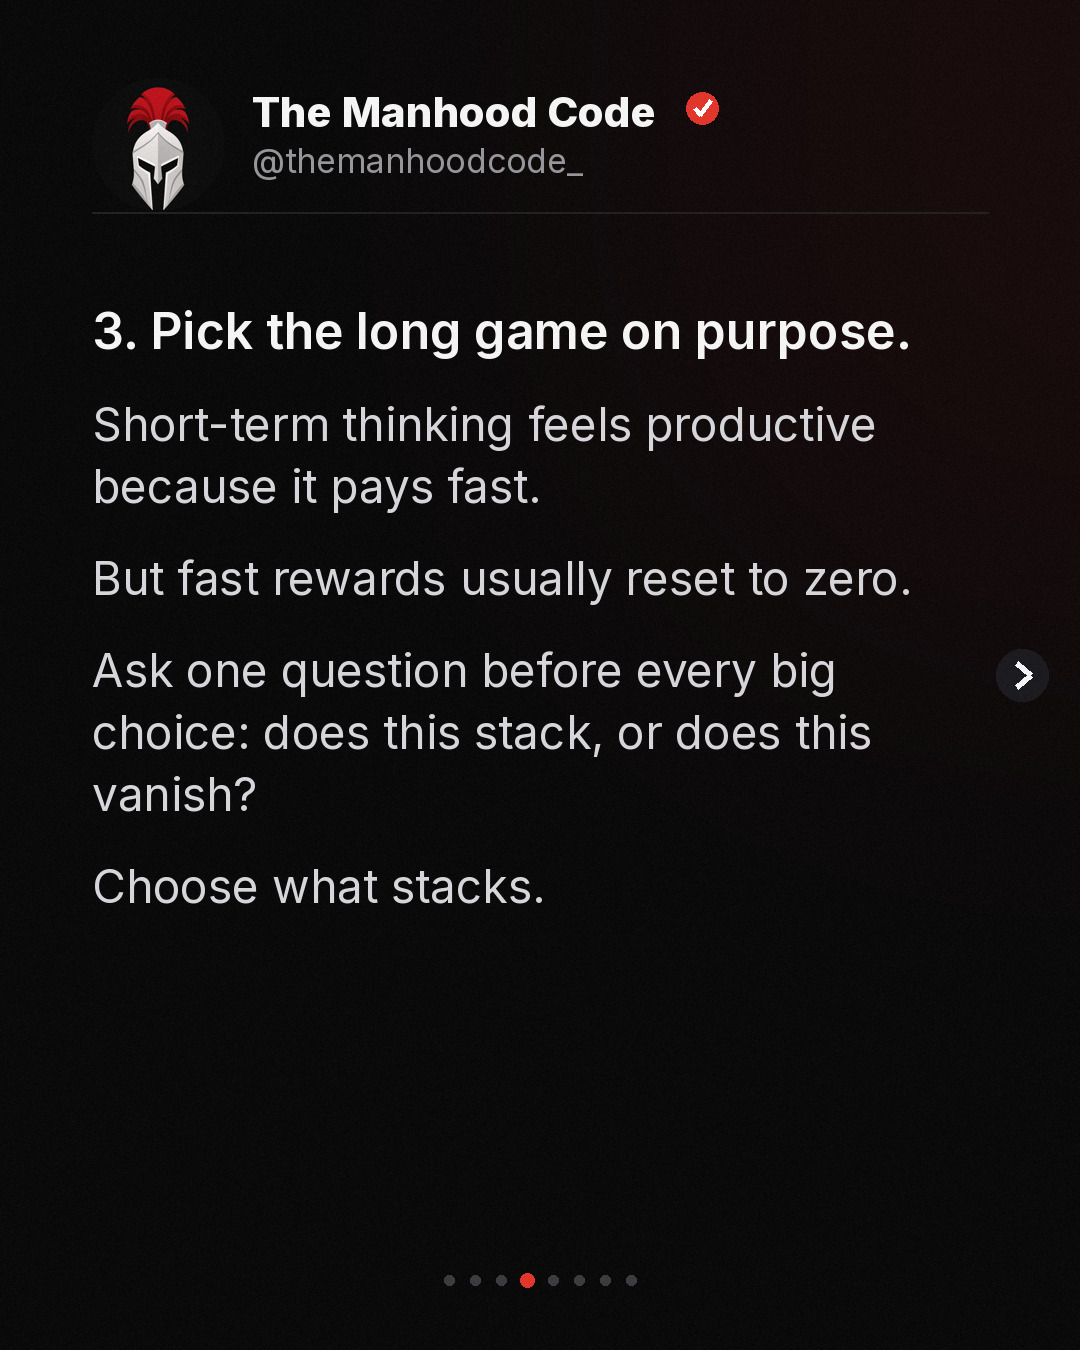 The Manhood Code
@themanhoodcode_
3. Pick the long game on purpose.
Short-term thinking feels productive
because it pays fast.
But fast rewards usually reset to zero.
Ask one question before every big
choice: does this stack, or does this
vanish?
Choose what stacks.